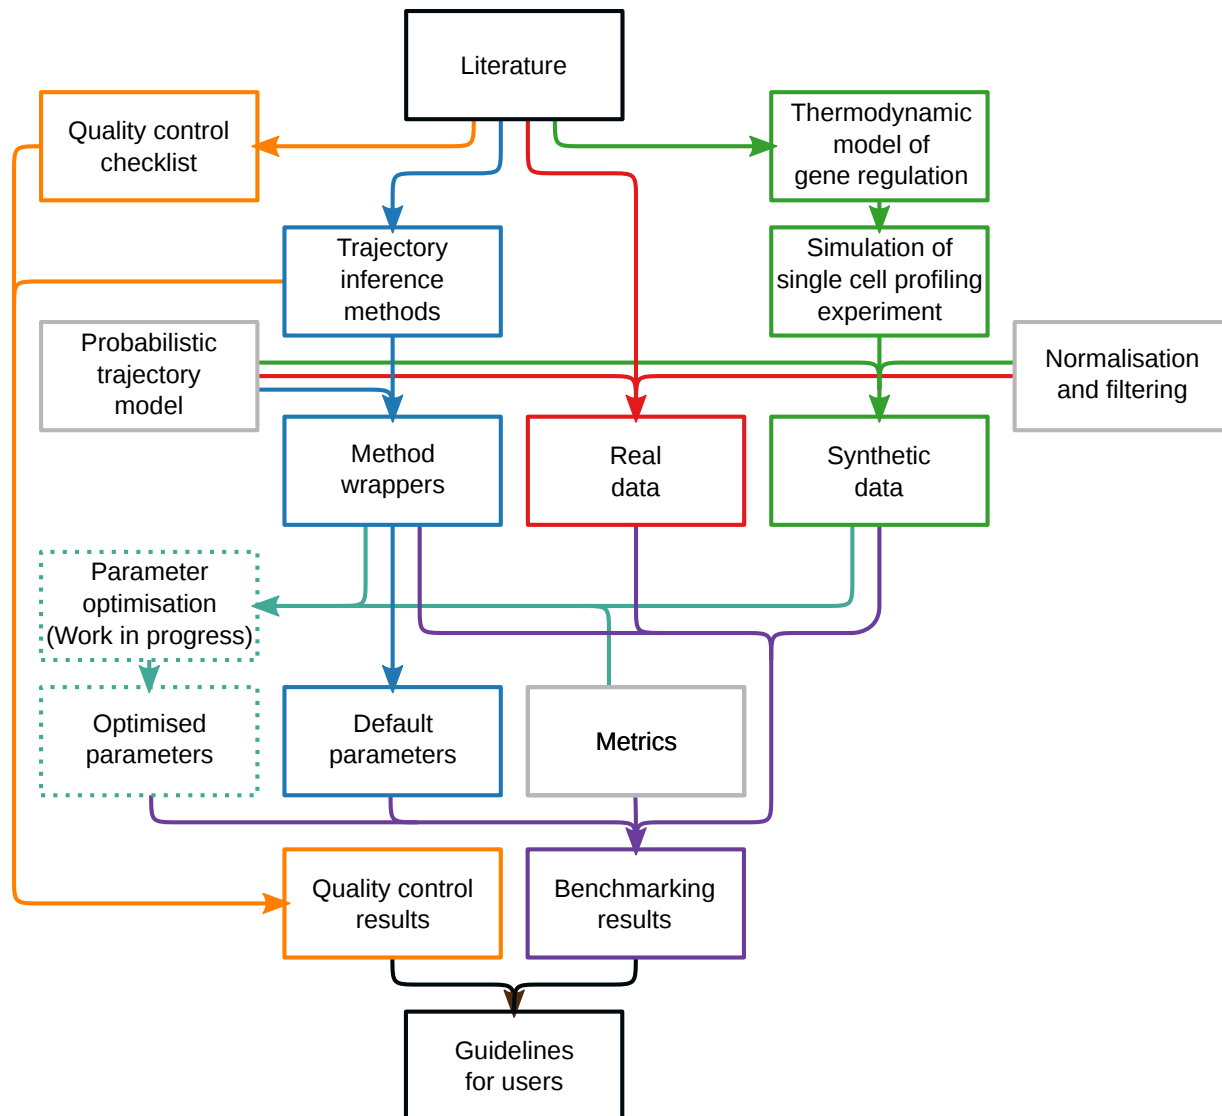 Literature
Quality control
checklist
Thermodynamic
model of
gene regulation
Trajectory
inference
methods
Simulation of
single cell profiling
experiment
Probabilistic
trajectory
model
Normalisation
and filtering
Method
wrappers
Real
data
Synthetic
data
Parameter
optimisation
(Work in progress)
Optimised
parameters
Default
parameters
Metrics
Quality control
results
Benchmarking
results
Guidelines
for users